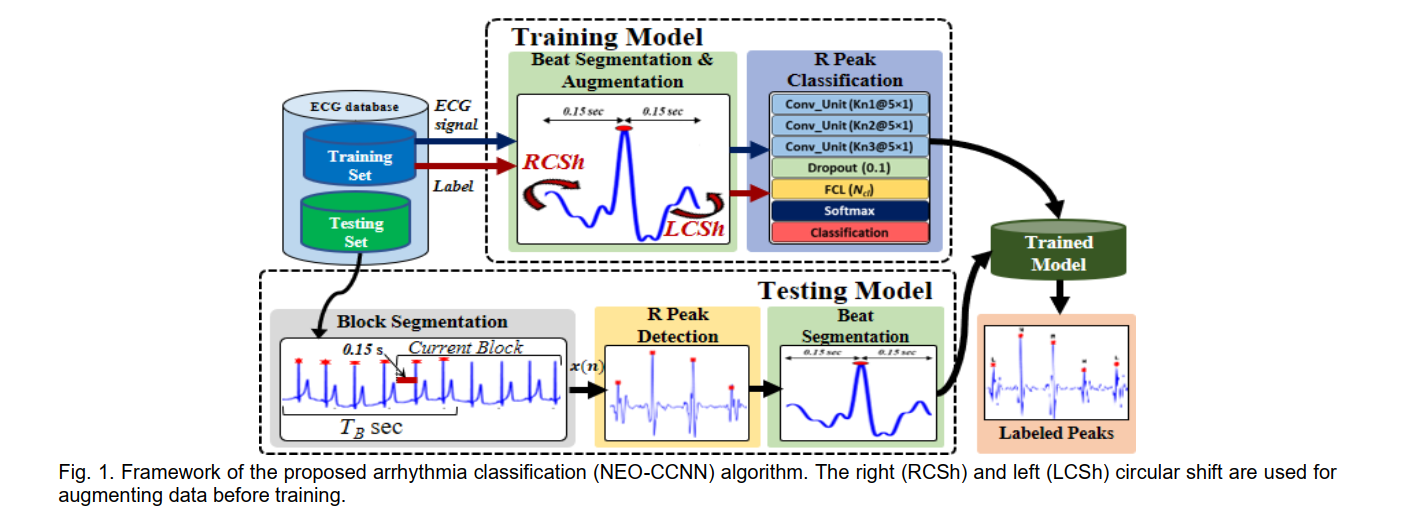 Training Model
Beat Segmentation &
Augmentation
0.15 sec
0.15 sec
RCSh
LCSh
R Peak
Classification
Conv_Unit (Kn1@5×1)
Conv_Unit (Kn2@5×1)
Conv_Unit (Kn3@5×1)
Dropout (0.1)
FCL (Ncl)
Softmax
Classification
ECG database
Training
Set
Testing
Set
ECG
signal
Label
Trained
Model
Testing Model
Block Segmentation
0.15 s
Current Block
TB sec
x(n)
R Peak
Detection
Beat
Segmentation
0.15 sec
0.15 sec
Labeled Peaks
Fig. 1. Framework of the proposed arrhythmia classification (NEO-CCNN) algorithm. The right (RCSh) and left (LCSh) circular shift are used for
augmenting data before training.